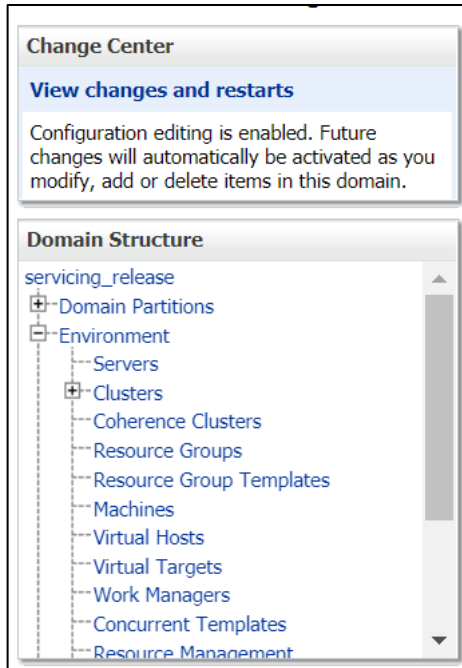 Change Center
View changes and restarts
Configuration editing is enabled. Future
changes will automatically be activated as you
modify, add or delete items in this domain.
Domain Structure
servicing_release
Domain Partitions
Environment
Servers
Clusters
Coherence Clusters
Resource Groups
Resource Group Templates
Machines
Virtual Hosts
Virtual Targets
Work Managers
Concurrent Templates
Resource Management